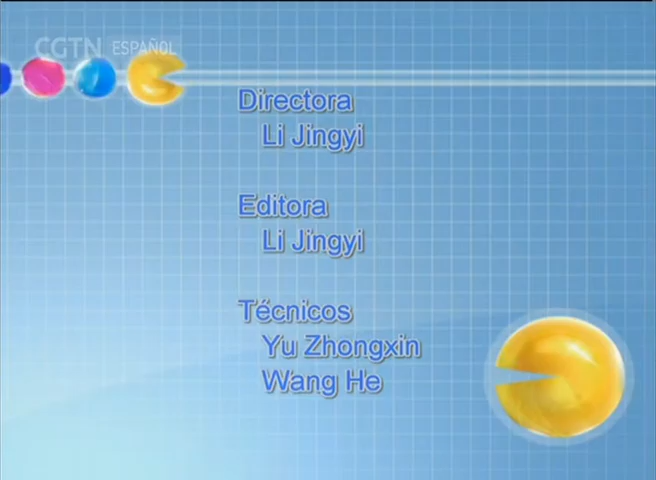 CGTN ESPAÑOL
Directora
Li Jingyi
Editora
Li Jingyi
Técnicos
Yu Zhongxin
Wang He